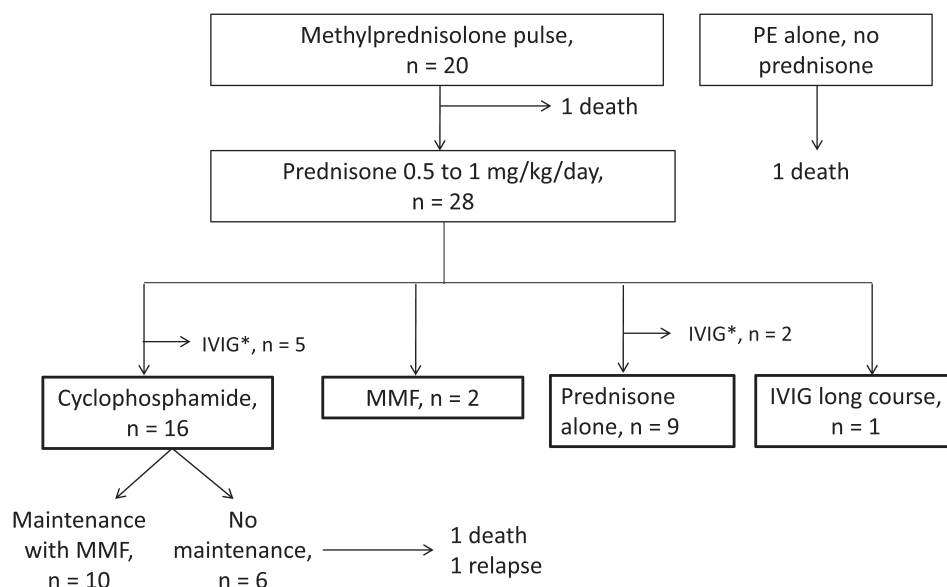 Methylprednisolone pulse,
n = 20
PE alone, no
prednisone
1 death
1 death
Prednisone 0.5 to 1 mg/kg/day,
n = 28
IVIG*, n = 5
IVIG*, n = 2
Cyclophosphamide,
n = 16
MMF, n = 2
Prednisone
alone, n = 9
IVIG long course,
n = 1
Maintenance
with MMF,
n = 10
No
maintenance,
n = 6
1 death
1 relapse